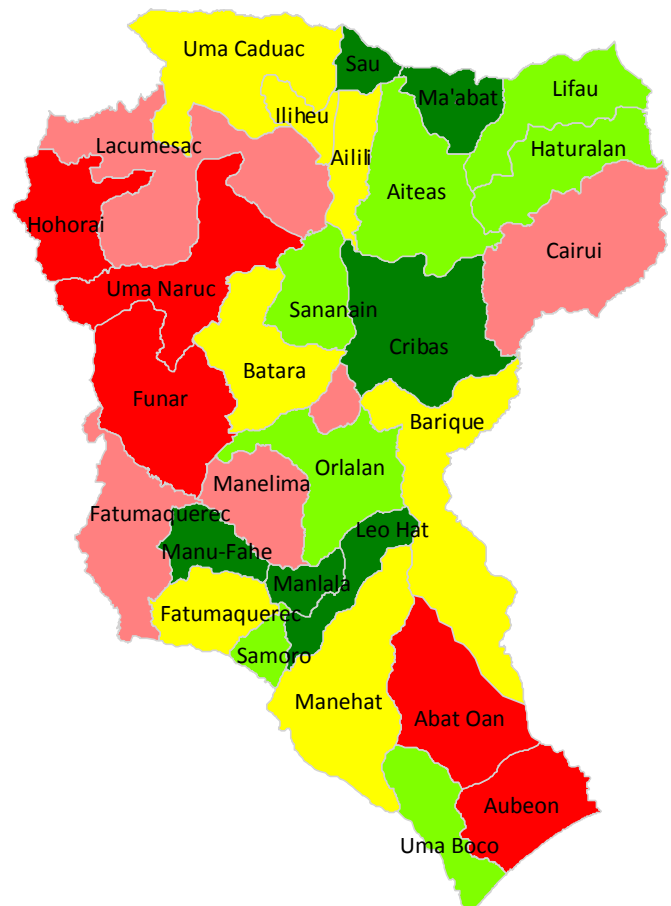 Uma Caduac
Sau
Ma'abat
Lifau
Iliheu
Lacumesac
Ailili
Haturalan
Aiteas
Hohorai
Cairui
Uma Naruc
Sananain
Cribas
Batara
Funar
Barique
Orlalan
Manelima
Fatumaquerec
Leo Hat
Manu-Fahe
Manlala
Fatumaquerec
Samoro
Manehat
Abat Oan
Aubeon
Uma Boco